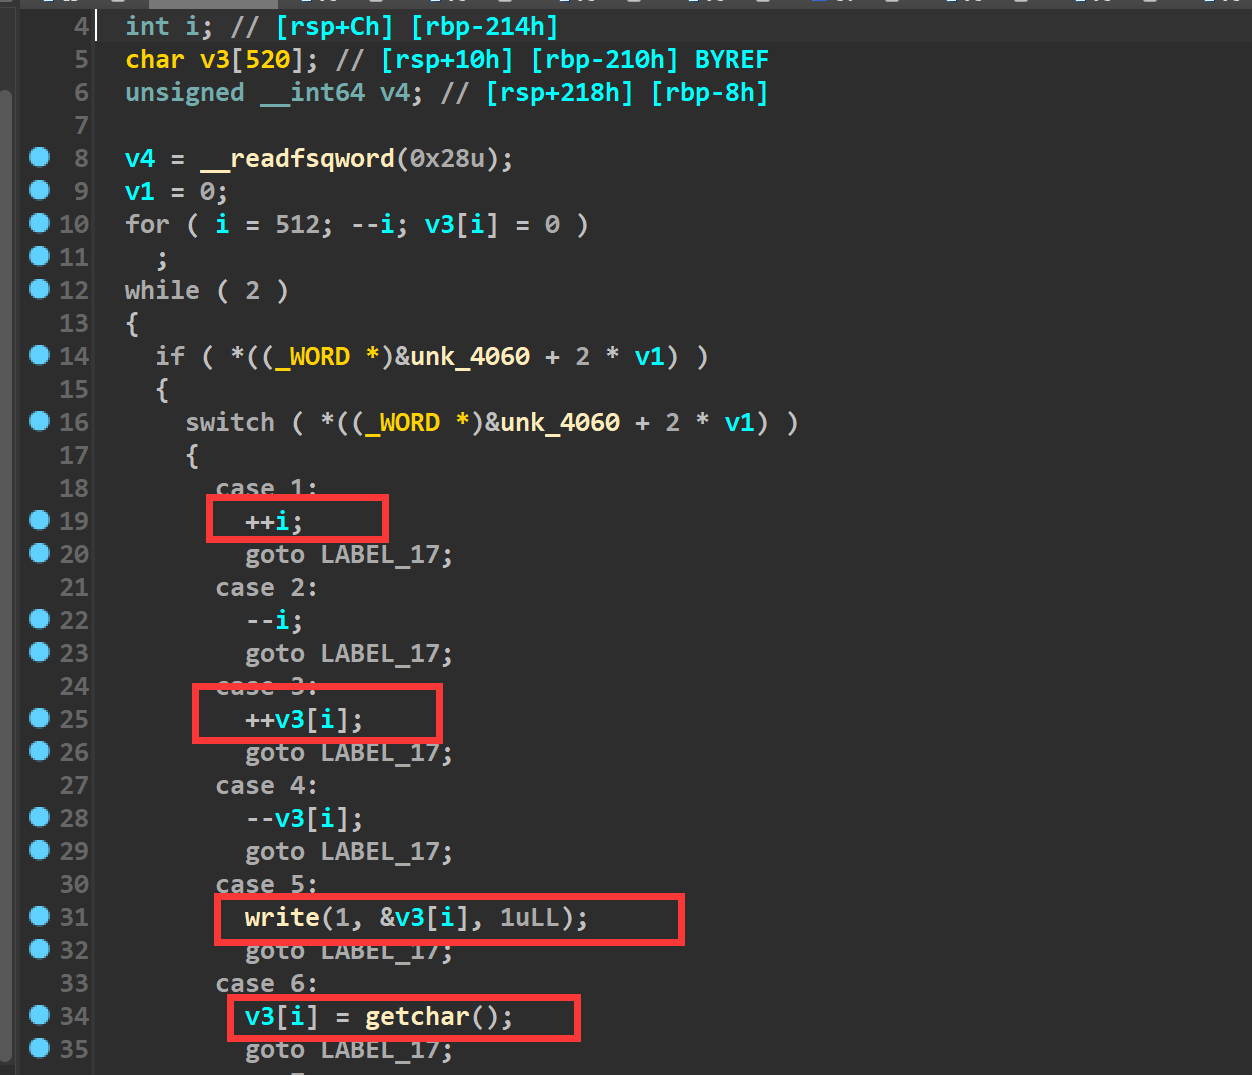 4 int i; // [rsp+Ch] [rbp-214h]
5 char v3[520]; // [rsp+10h] [rbp-210h] BYREF
6 unsigned __int64 v4; // [rsp+218h] [rbp-8h]
7
8 v4 = __readfsqword(0x28u);
9 v1 = 0;
10 for ( i = 512; --i; v3[i] = 0 )
11 ;
12 while ( 2 )
13 {
14 if ( *((_WORD *)&unk_4060 + 2 * v1) )
15 {
16 switch ( *((_WORD *)&unk_4060 + 2 * v1) )
17 {
18 case 1:
19 ++i;
20 goto LABEL_17;
21 case 2:
22 --i;
23 goto LABEL_17;
24 case 3:
25 ++v3[i];
26 goto LABEL_17;
27 case 4:
28 --v3[i];
29 goto LABEL_17;
30 case 5:
31 write(1, &v3[i], 1uLL);
32 goto LABEL_17;
33 case 6:
34 v3[i] = getchar();
35 goto LABEL_17;